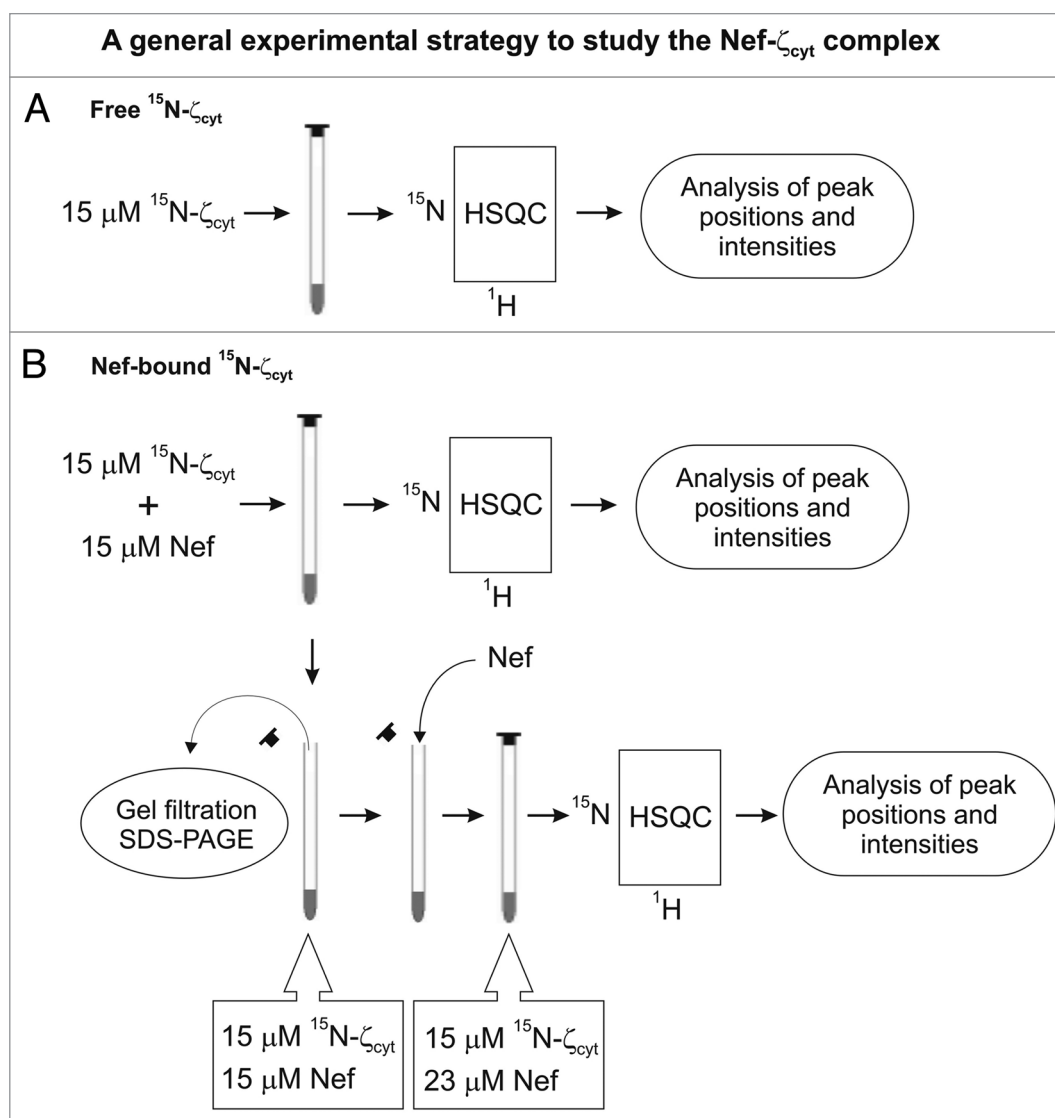 A general experimental strategy to study the Nef-ζcyt complex
A
Free ¹⁵N-ζcyt
15 μM ¹⁵N-ζcyt
¹⁵N
HSQC
¹H
Analysis of peak
positions and
intensities
B
Nef-bound ¹⁵N-ζcyt
15 μM ¹⁵N-ζcyt
+
15 μM Nef
¹⁵N
HSQC
¹H
Analysis of peak
positions and
intensities
Nef
Gel filtration
SDS-PAGE
¹⁵N
HSQC
¹H
Analysis of peak
positions and
intensities
15 μM ¹⁵N-ζcyt
15 μM Nef
15 μM ¹⁵N-ζcyt
23 μM Nef